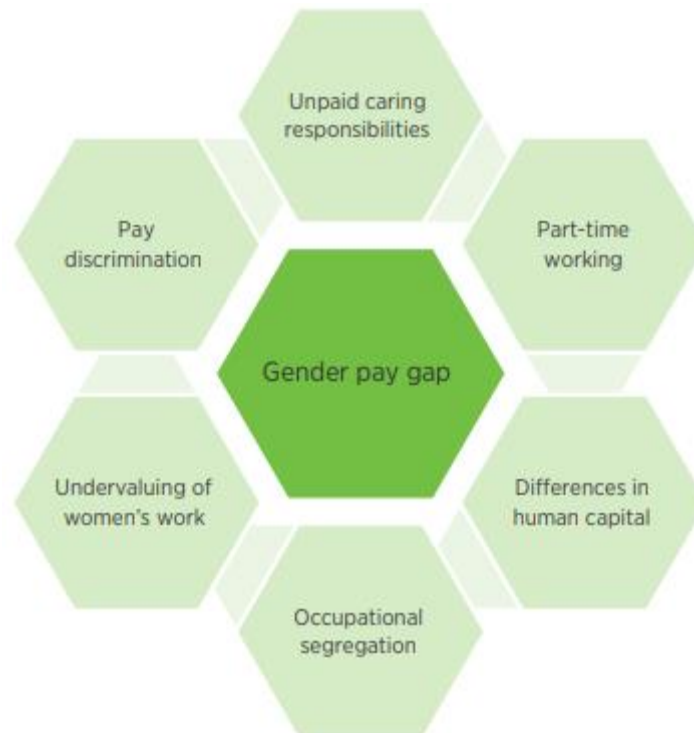 Unpaid caring
responsibilities
Part-time
working
Differences in
human capital
Occupational
segregation
Undervaluing of
women’s work
Pay
discrimination
Gender pay gap